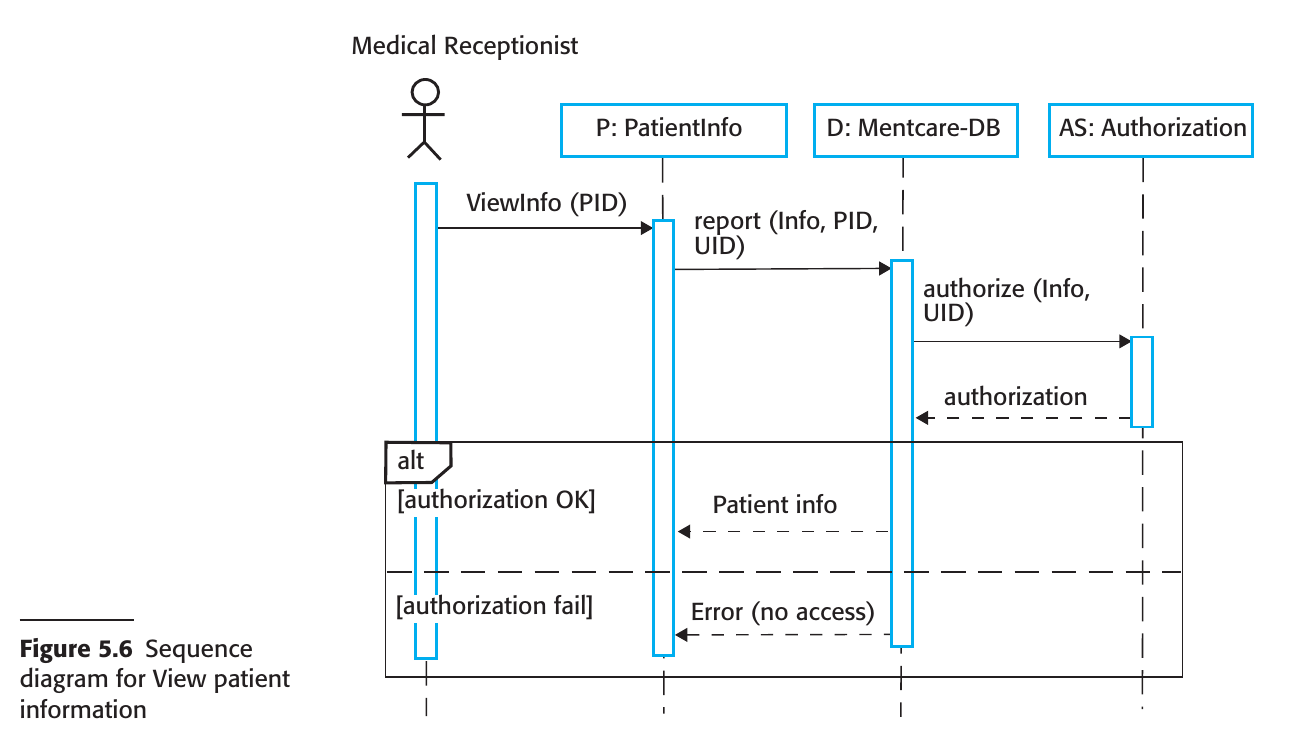 Medical Receptionist
P: PatientInfo
D: Mentcare-DB
AS: Authorization
ViewInfo (PID)
report (Info, PID,
UID)
authorize (Info,
UID)
authorization
alt
[authorization OK]
Patient info
[authorization fail]
Error (no access)
Figure 5.6 Sequence
diagram for View patient
information